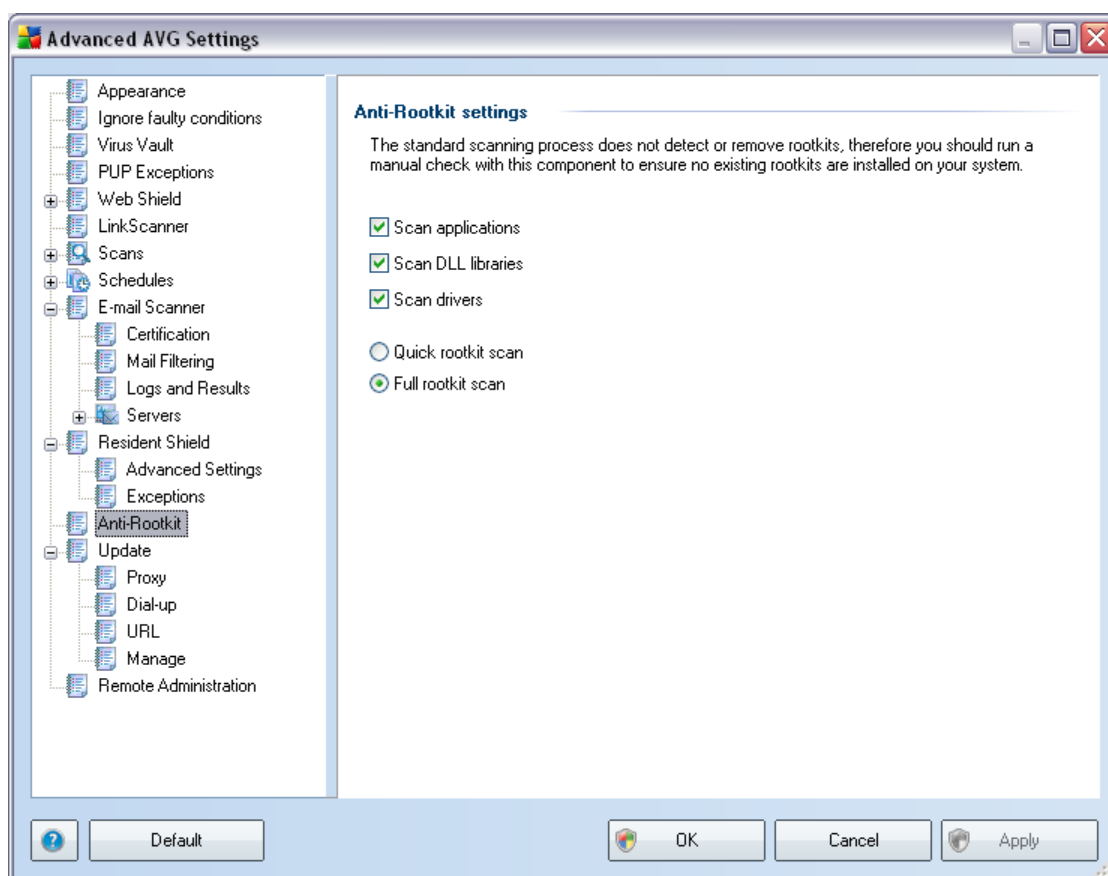 Advanced AVG Settings
Appearance
Ignore faulty conditions
Virus Vault
PUP Exceptions
Web Shield
LinkScanner
Scans
Schedules
E-mail Scanner
Certification
Mail Filtering
Logs and Results
Servers
Resident Shield
Advanced Settings
Exceptions
Anti-Rootkit
Update
Proxy
Dial-up
URL
Manage
Remote Administration
Anti-Rootkit settings
The standard scanning process does not detect or remove rootkits, therefore you should run a
manual check with this component to ensure no existing rootkits are installed on your system.
Scan applications
Scan DLL libraries
Scan drivers
Quick rootkit scan
Full rootkit scan
? Default OK Cancel Apply